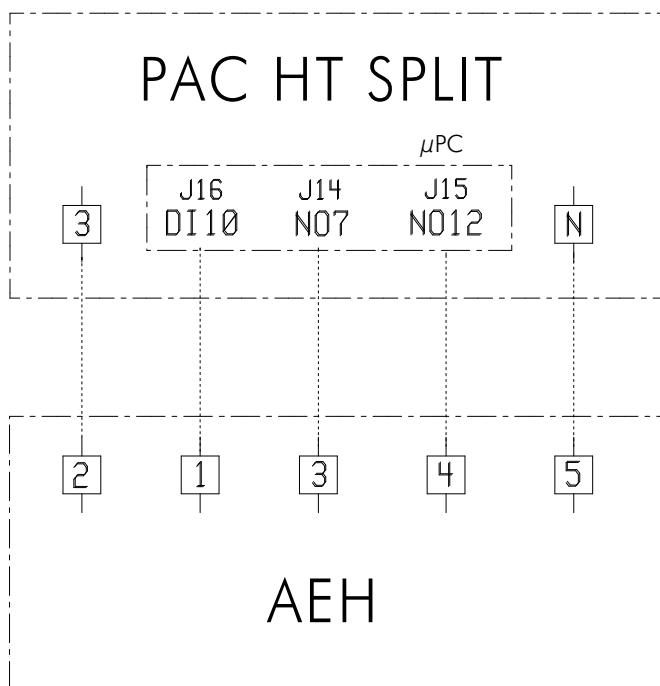 PAC HT SPLIT
µPC
J16 J14 J15
3 DI10 NO7 NO12 N
2 1 3 4 5
AEH